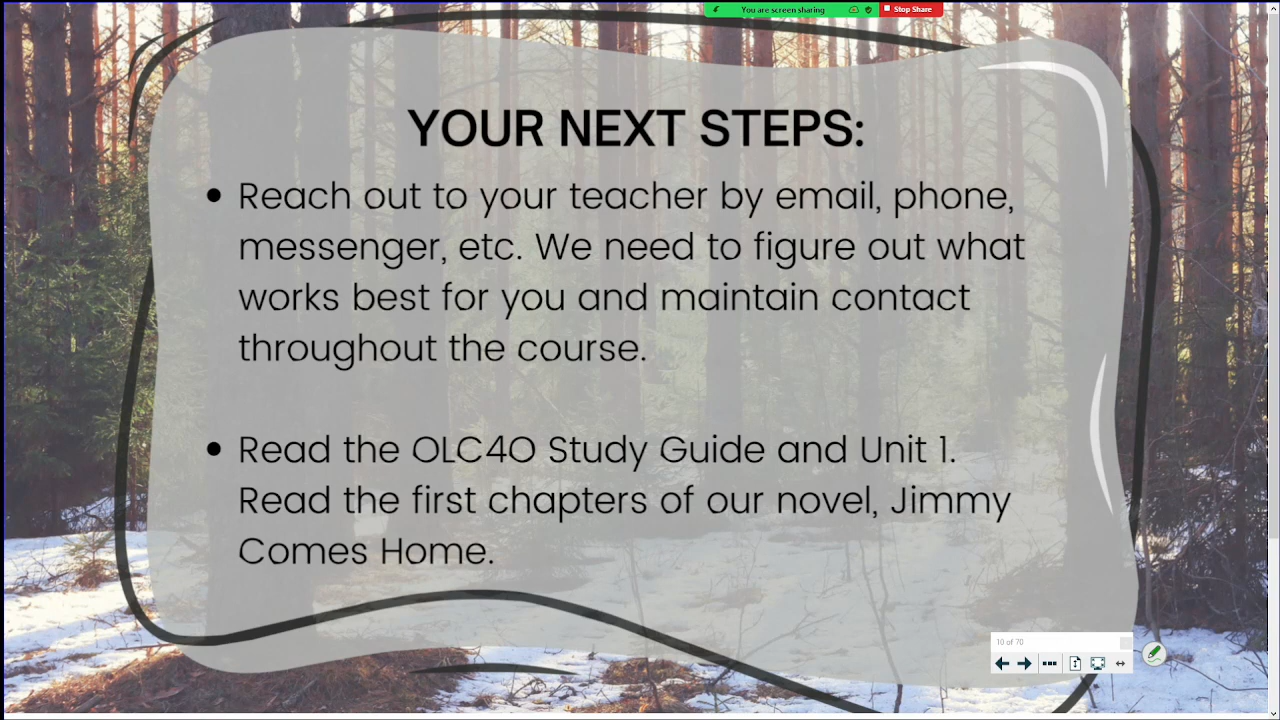 You are screen sharing
Stop Share
YOUR NEXT STEPS:
• Reach out to your teacher by email, phone,
messenger, etc. We need to figure out what
works best for you and maintain contact
throughout the course.
• Read the OLC4O Study Guide and Unit 1.
Read the first chapters of our novel, Jimmy
Comes Home.
10 of 70